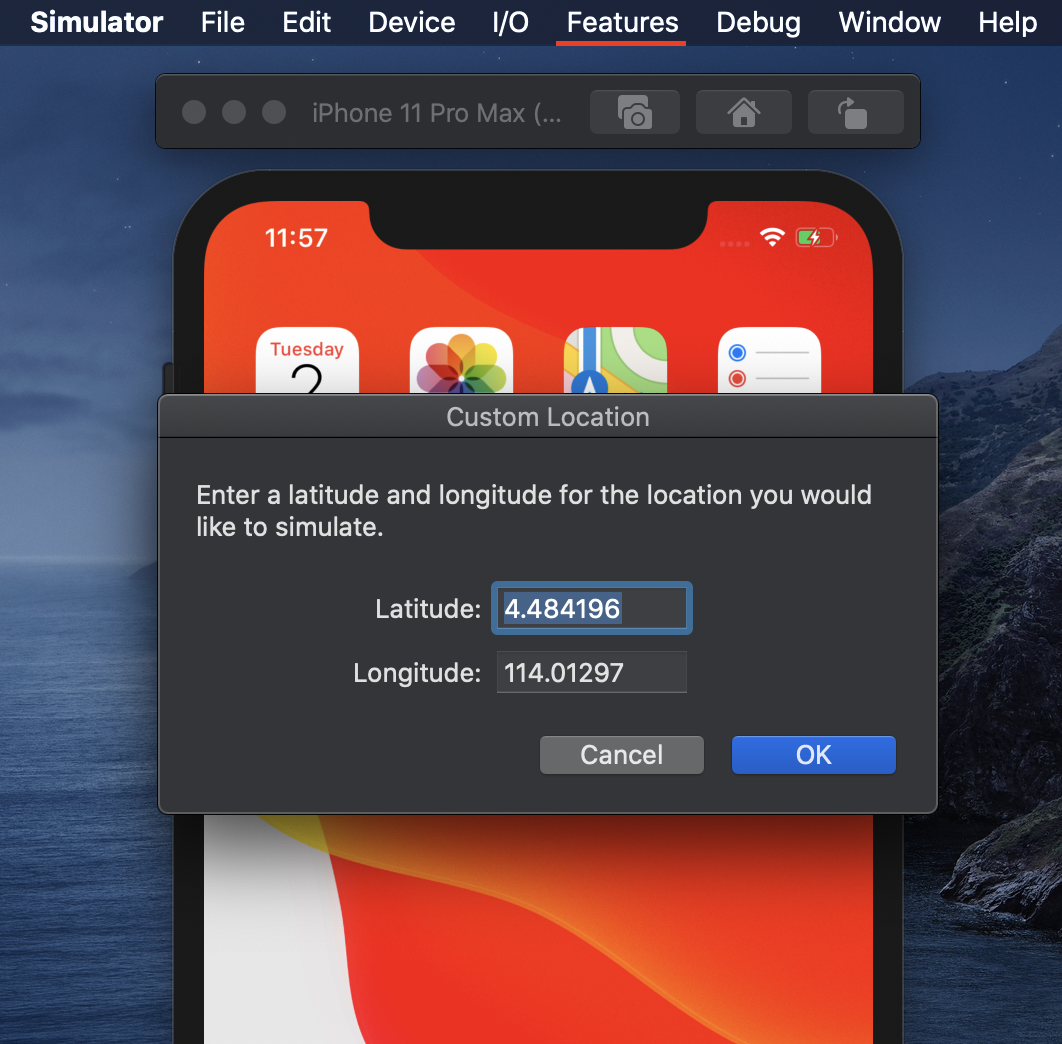 Simulator File Edit Device I/O Features Debug Window Help
iPhone 11 Pro Max (...
11:57
Tuesday
2
Custom Location
Enter a latitude and longitude for the location you would
like to simulate.
Latitude: 4.484196
Longitude: 114.01297
Cancel OK